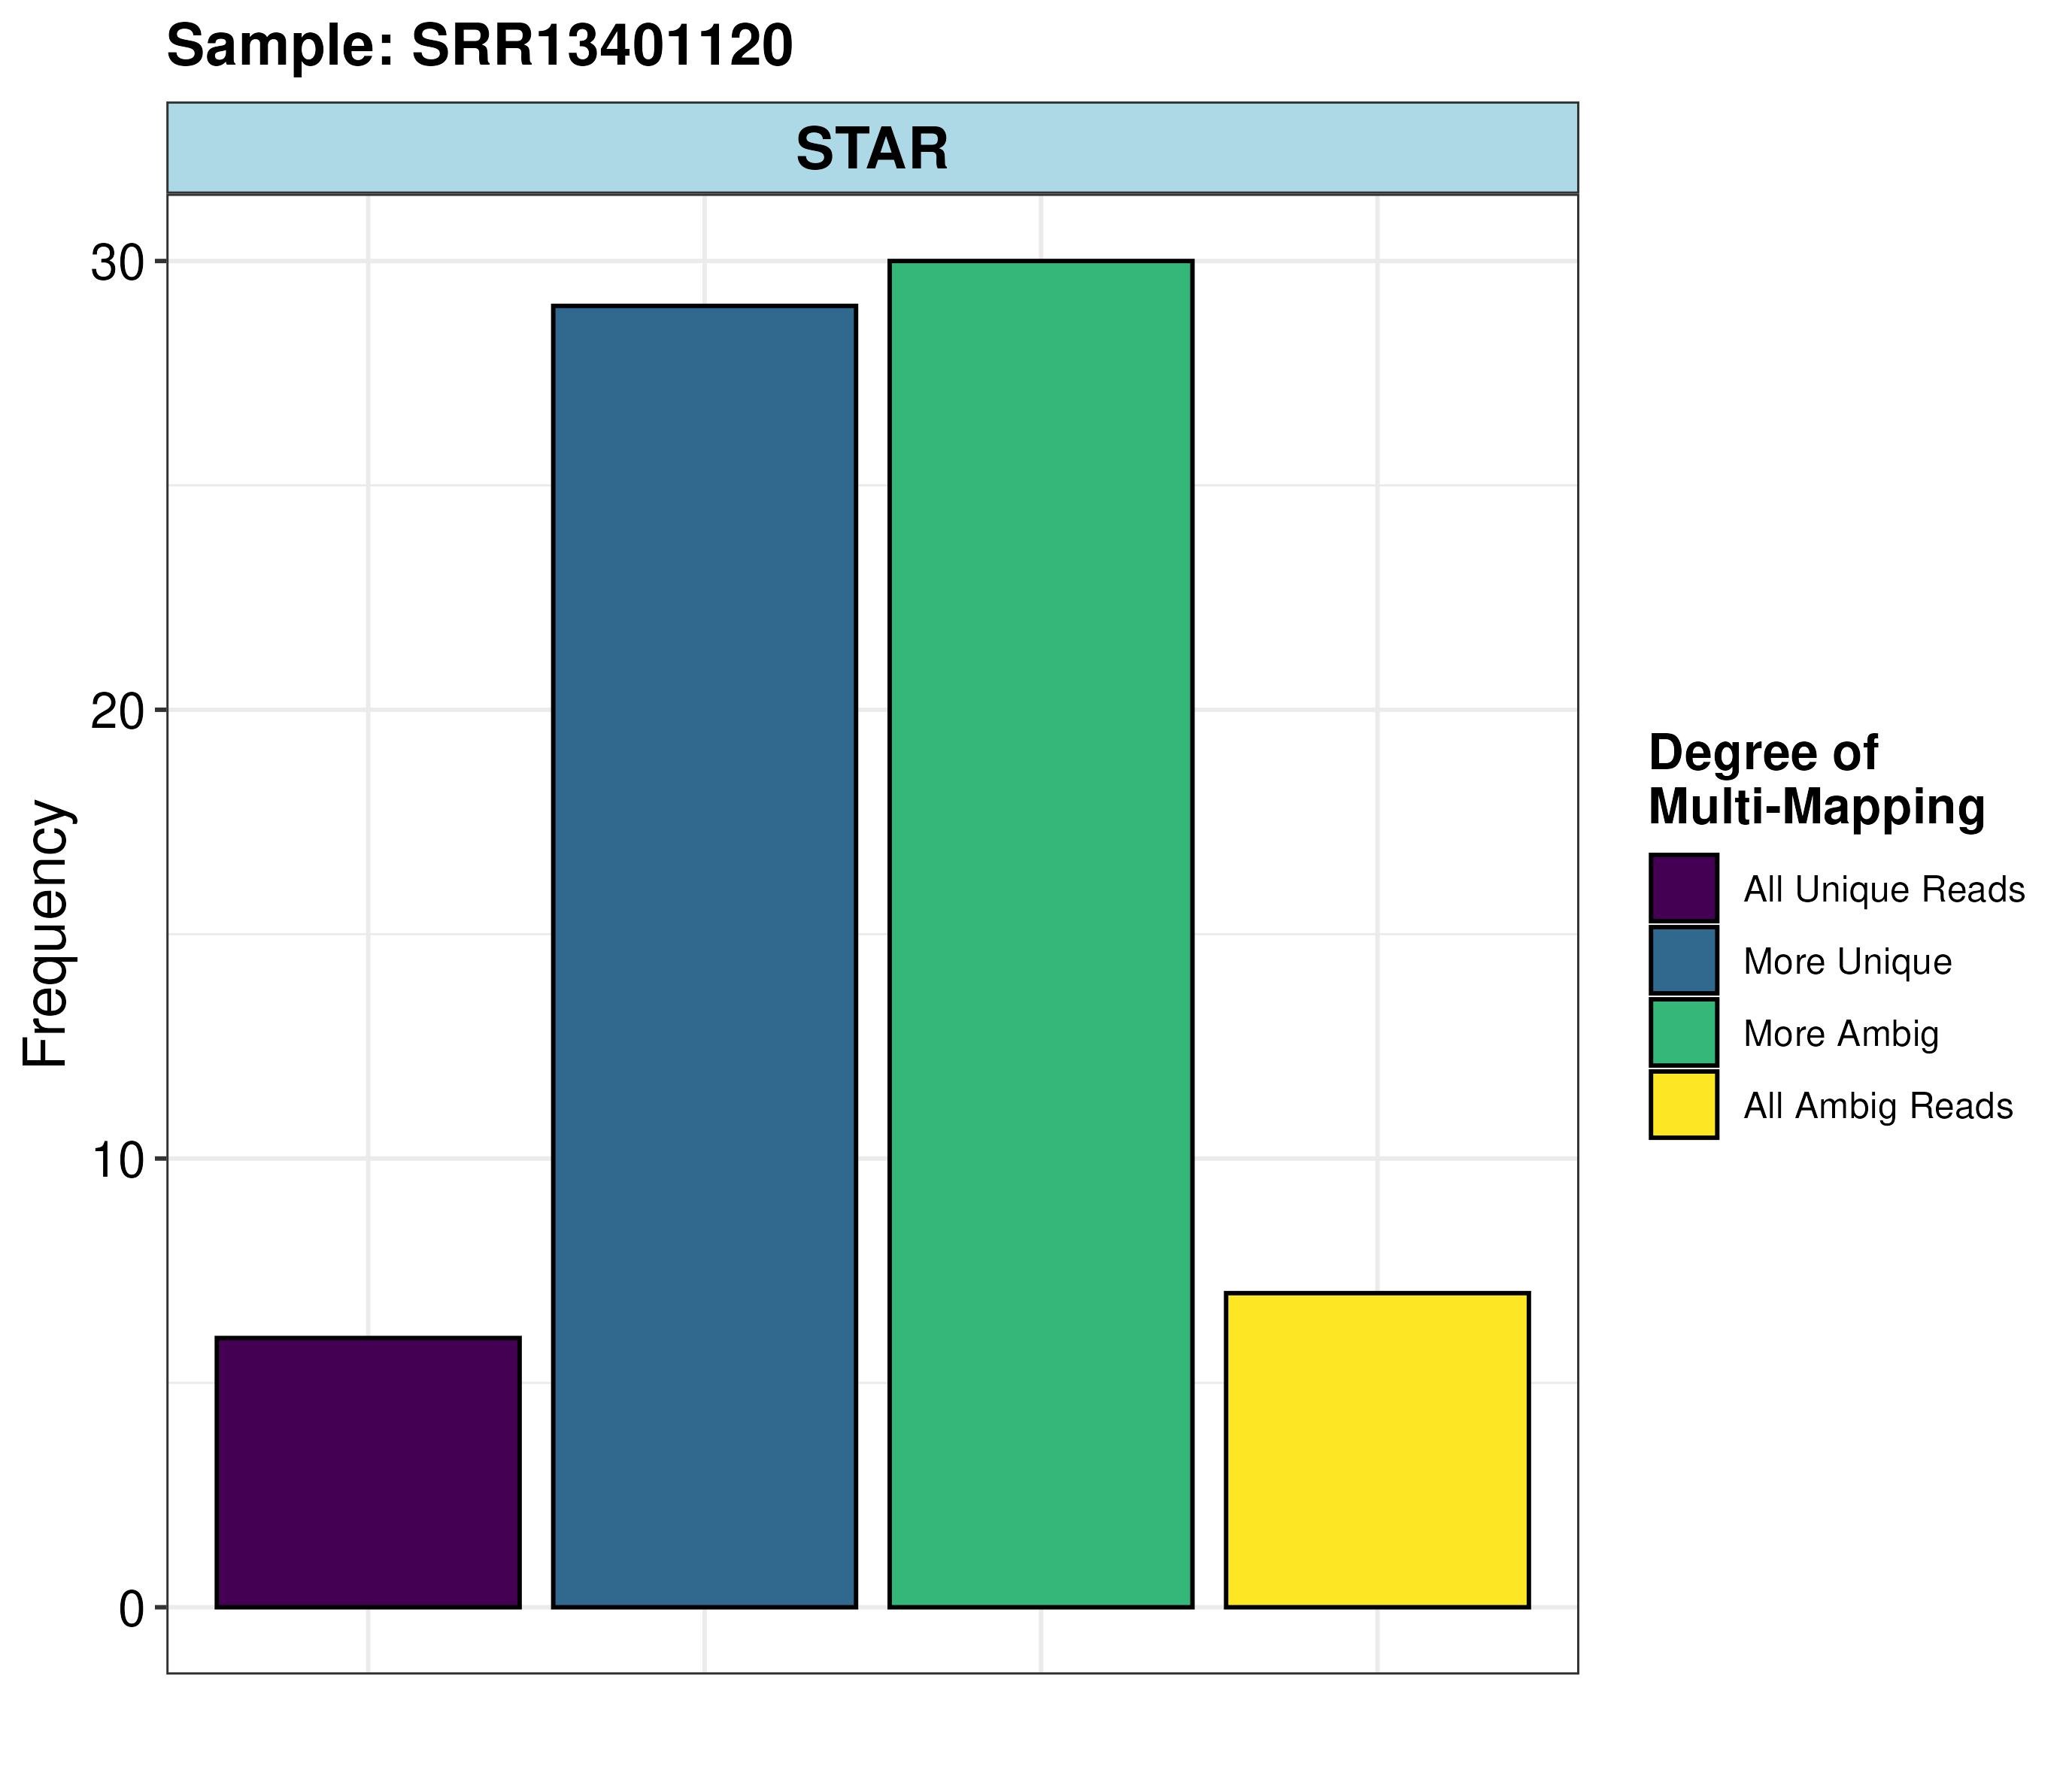 Sample: SRR13401120
STAR
30
20
10
0
Frequency
Degree of
Multi-Mapping
All Unique Reads
More Unique
More Ambig
All Ambig Reads